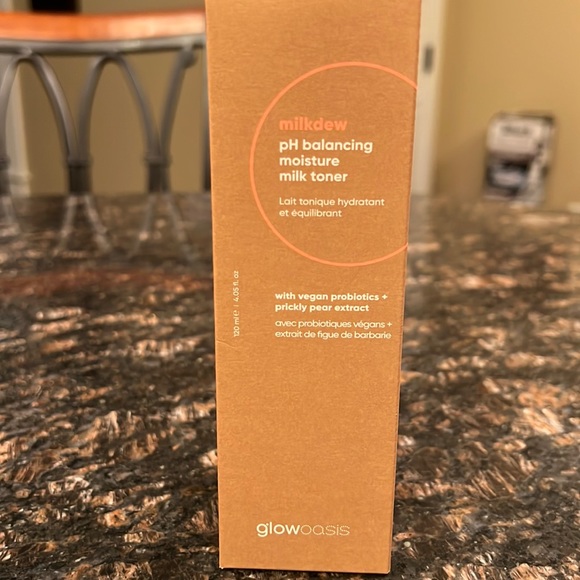 milkdew
pH balancing
moisture
milk toner
Lait tonique hydratant
et équilibrant
with vegan probiotics +
prickly pear extract
avec probiotiques végans +
extrait de figue de barbarie
120 ml ℮ | 4.05 fl. oz
glowoasis